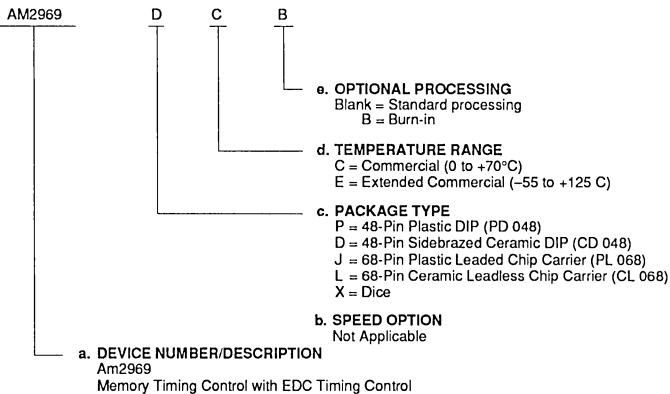 AM2969 D C B
e. OPTIONAL PROCESSING
Blank = Standard processing
B = Burn-in
d. TEMPERATURE RANGE
C = Commercial (0 to +70°C)
E = Extended Commercial (–55 to +125 C)
c. PACKAGE TYPE
P = 48-Pin Plastic DIP (PD 048)
D = 48-Pin Sidebrazed Ceramic DIP (CD 048)
J = 68-Pin Plastic Leaded Chip Carrier (PL 068)
L = 68-Pin Ceramic Leadless Chip Carrier (CL 068)
X = Dice
b. SPEED OPTION
Not Applicable
a. DEVICE NUMBER/DESCRIPTION
Am2969
Memory Timing Control with EDC Timing Control